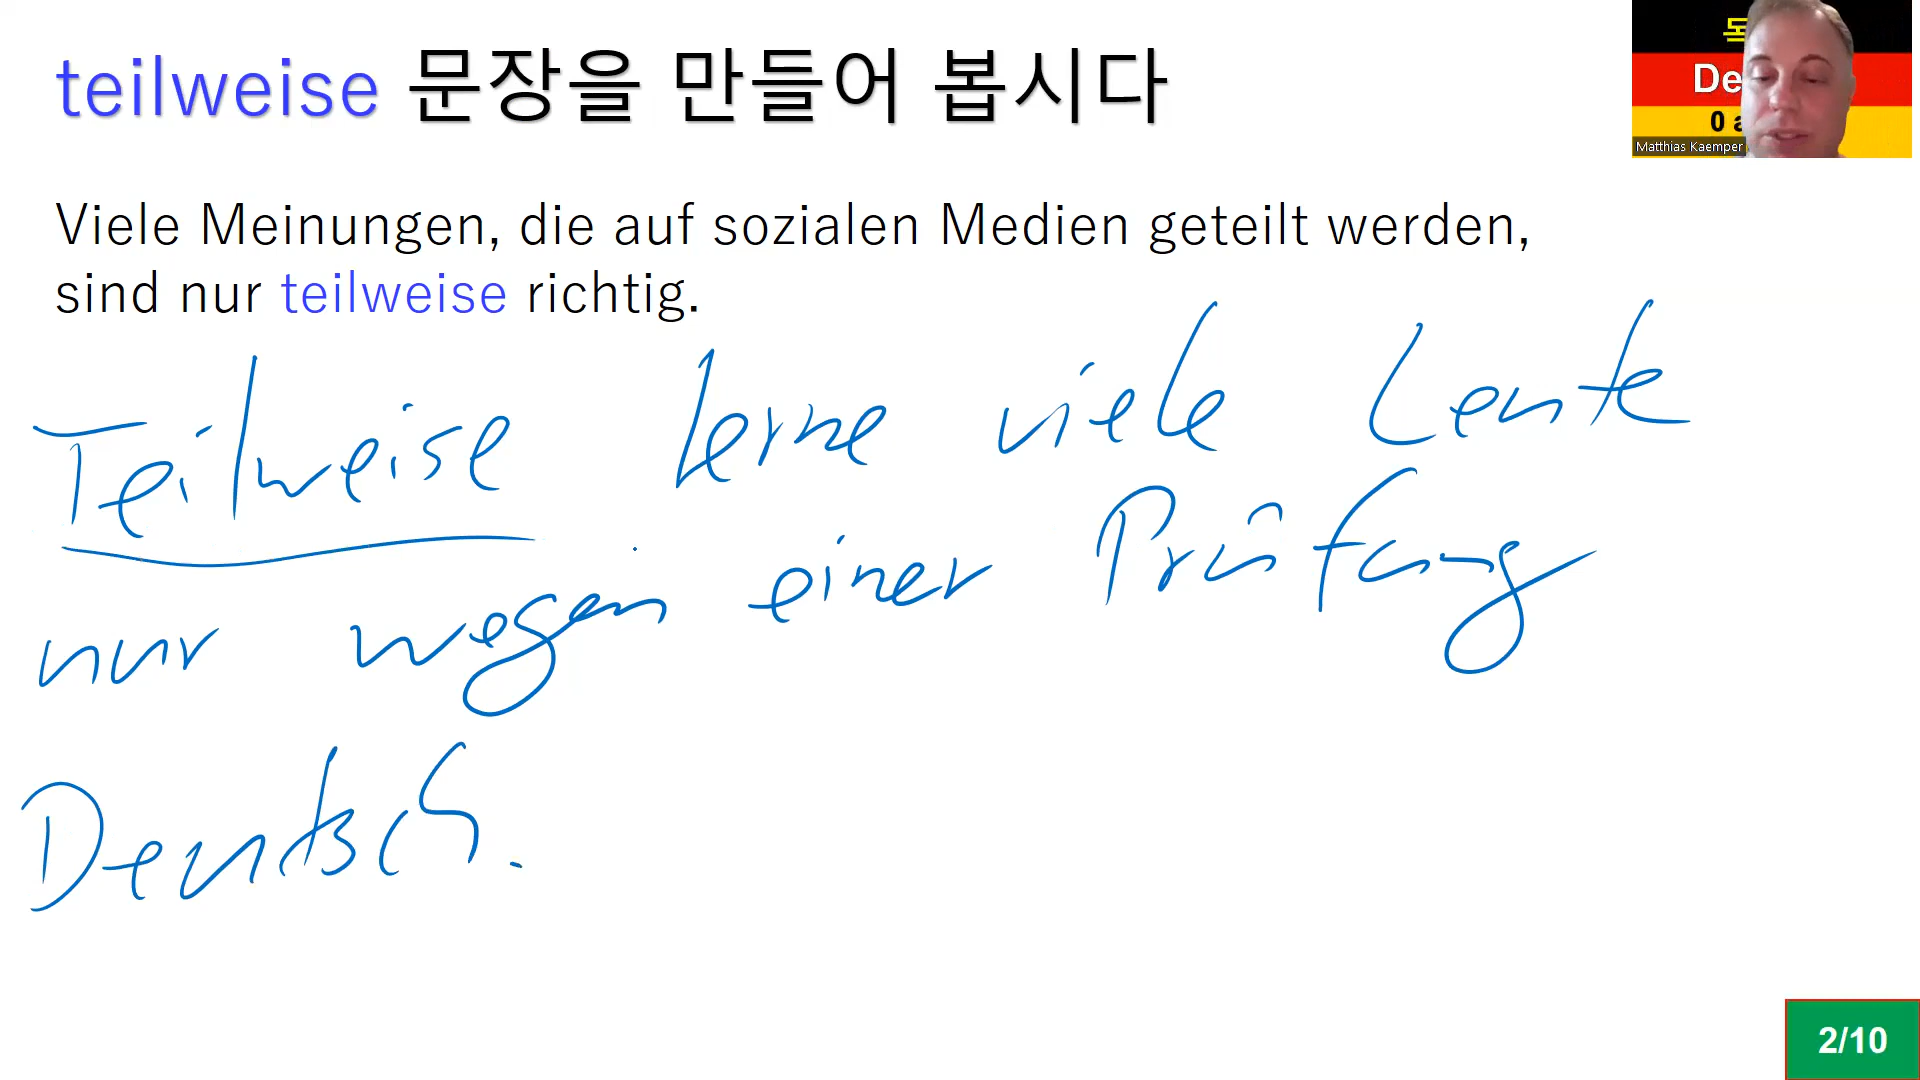 teilweise 문장을 만들어 봅시다
Viele Meinungen, die auf sozialen Medien geteilt werden,
sind nur teilweise richtig.
Teilweise lerne viele Leute
nur wegen einer Prüfung
Deutsch.
De
Matthias Kaemper
2/10